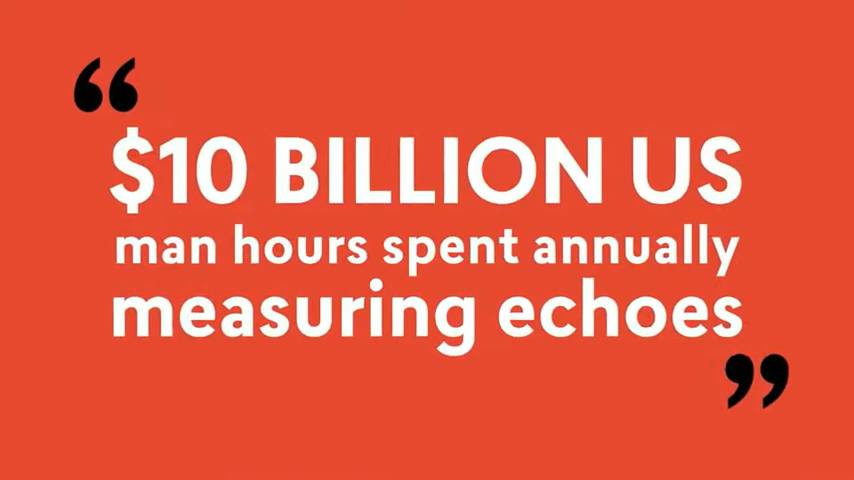 “
$10 BILLION US
man hours spent annually
measuring echoes
”